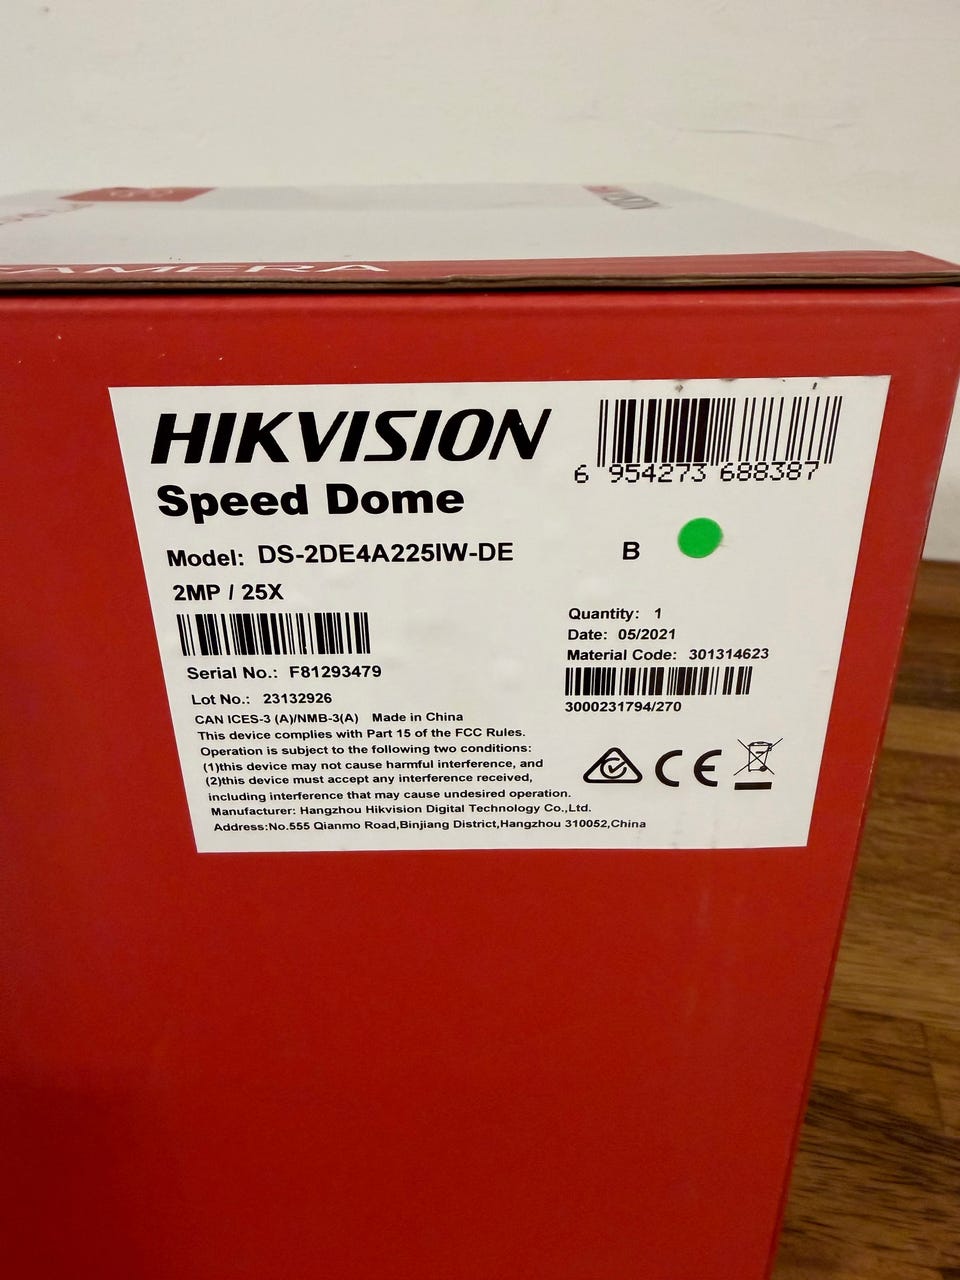 CAMERA
HIKVISION
6 954273 688387
Speed Dome
Model: DS-2DE4A225IW-DE
B
2MP / 25X
Quantity: 1
Date: 05/2021
Material Code: 301314623
3000231794/270
Serial No.: F81293479
Lot No.: 23132926
CAN ICES-3 (A)/NMB-3(A) Made in China
This device complies with Part 15 of the FCC Rules.
Operation is subject to the following two conditions:
(1)this device may not cause harmful interference, and
(2)this device must accept any interference received,
including interference that may cause undesired operation.
Manufacturer: Hangzhou Hikvision Digital Technology Co.,Ltd.
Address:No.555 Qianmo Road,Binjiang District,Hangzhou 310052,China
CE